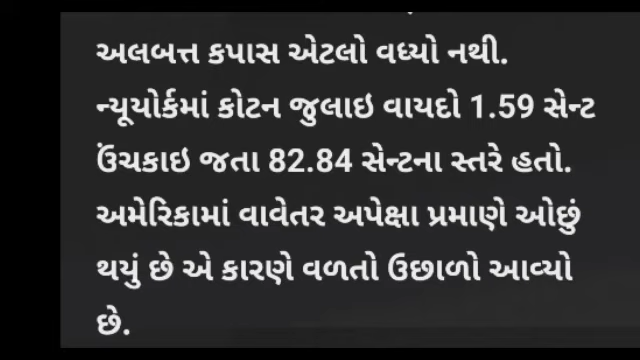 અલબત્ત કપાસ એટલો વધ્યો નથી.
ન્યૂયોર્કમાં કોટન જુલાઇ વાયદો 1.59 સેન્ટ
ઉંચકાઇ જતા 82.84 સેન્ટના સ્તરે હતો.
અમેરિકામાં વાવેતર અપેક્ષા પ્રમાણે ઓછું
થયું છે એ કારણે વળતો ઉછાળો આવ્યો
છે.